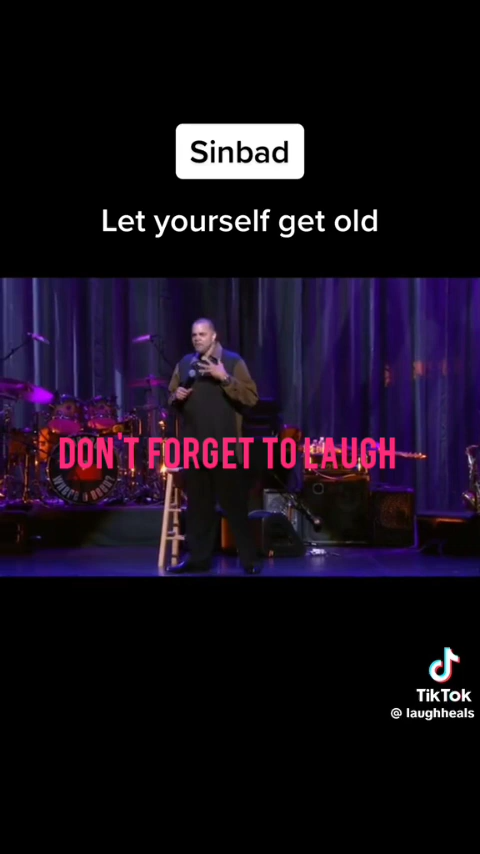 Sinbad
Let yourself get old
DON'T FORGET TO LAUGH
TikTok
@ laughheals